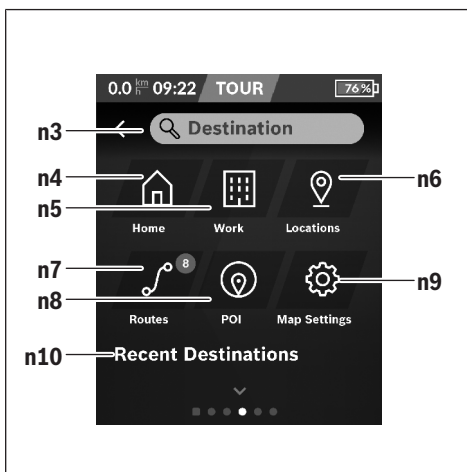 0.0 km/h 09:22 TOUR 76 %
n3 Destination
n4 n6
n5
Home Work Locations
n7 8
n8 n9
Routes POI Map Settings
n10 Recent Destinations